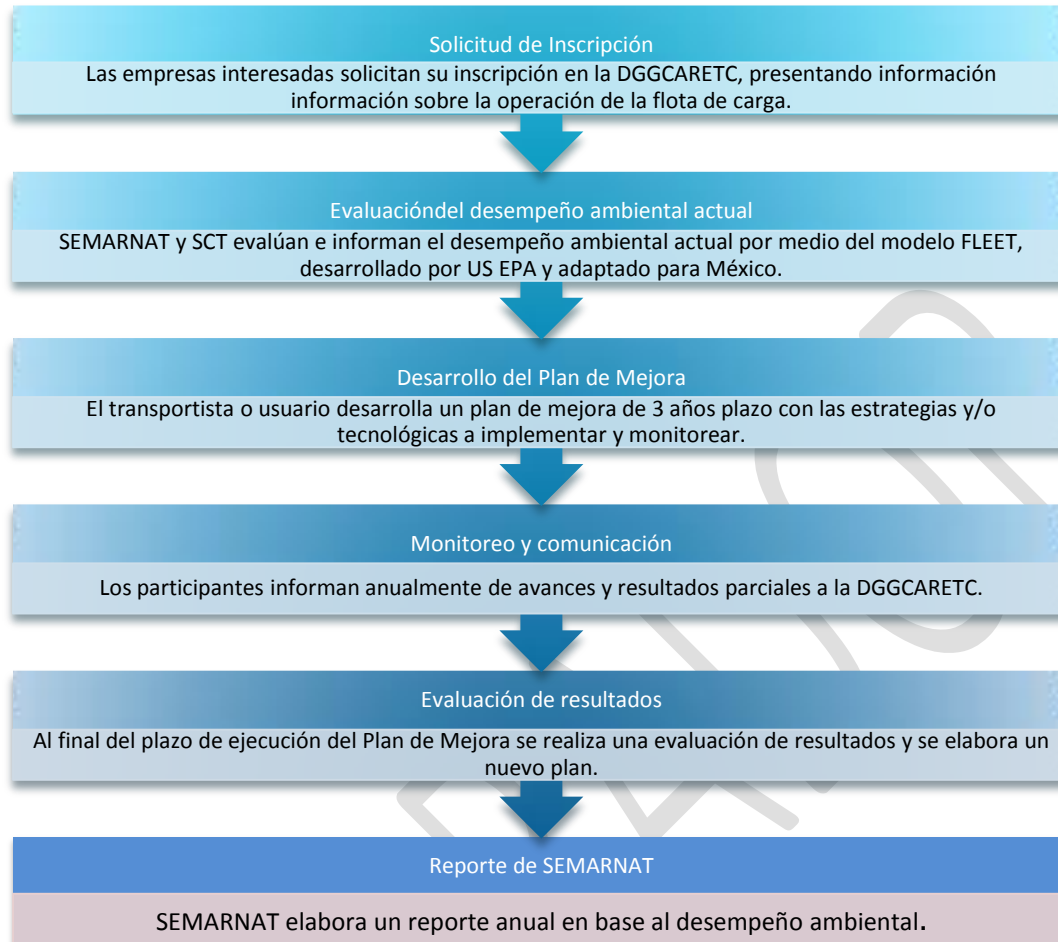 Solicitud de Inscripción
Las empresas interesadas solicitan su inscripción en la DGGCARETC, presentando información
información sobre la operación de la flota de carga.
Evaluacióndel desempeño ambiental actual
SEMARNAT y SCT evalúan e informan el desempeño ambiental actual por medio del modelo FLEET,
desarrollado por US EPA y adaptado para México.
Desarrollo del Plan de Mejora
El transportista o usuario desarrolla un plan de mejora de 3 años plazo con las estrategias y/o
tecnológicas a implementar y monitorear.
Monitoreo y comunicación
Los participantes informan anualmente de avances y resultados parciales a la DGGCARETC.
Evaluación de resultados
Al final del plazo de ejecución del Plan de Mejora se realiza una evaluación de resultados y se elabora un
nuevo plan.
Reporte de SEMARNAT
SEMARNAT elabora un reporte anual en base al desempeño ambiental.